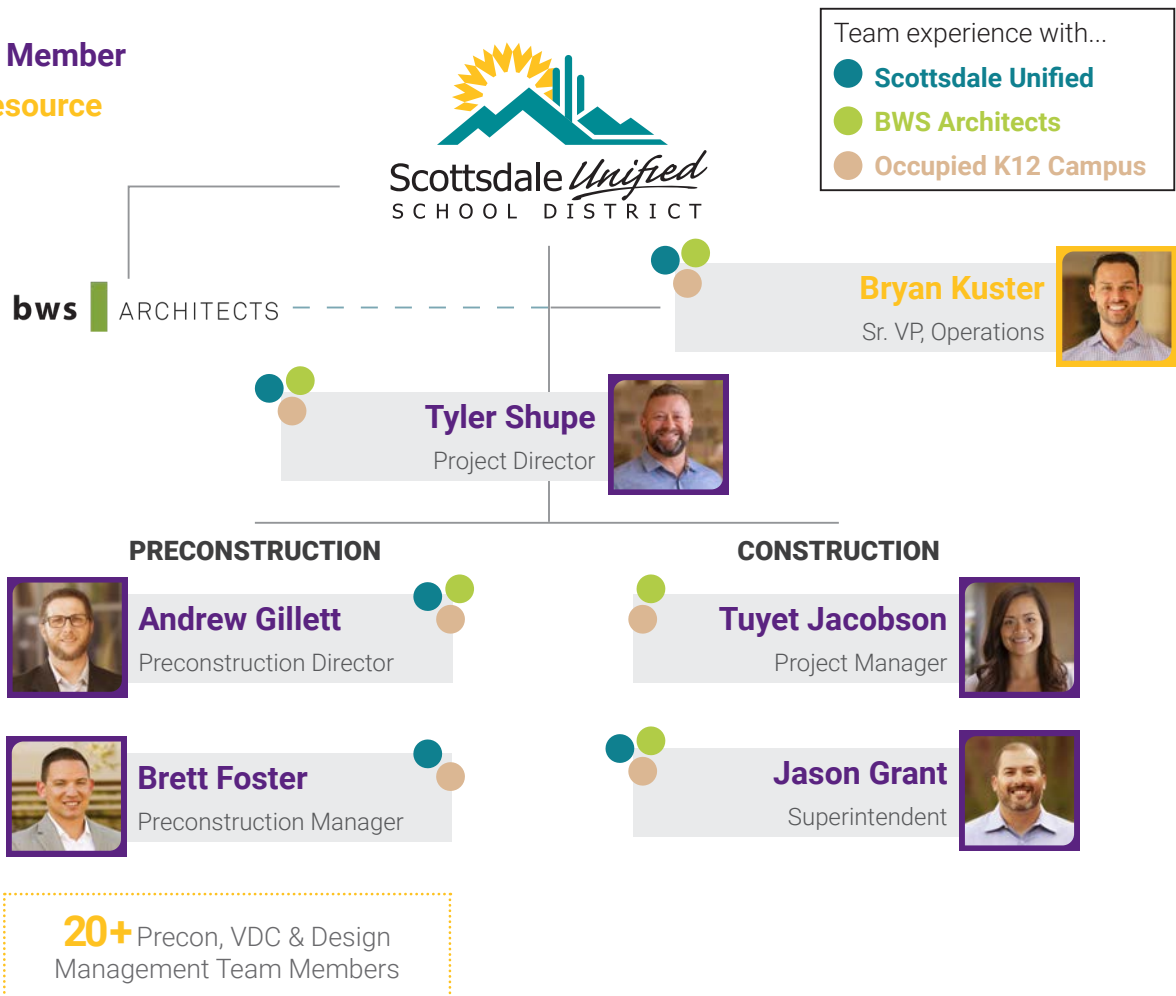 Member
esource
Team experience with...
Scottsdale Unified
BWS Architects
Occupied K12 Campus
Scottsdale Unified
SCHOOL DISTRICT
bws ARCHITECTS
Bryan Kuster
Sr. VP, Operations
Tyler Shupe
Project Director
PRECONSTRUCTION
CONSTRUCTION
Andrew Gillett
Preconstruction Director
Tuyet Jacobson
Project Manager
Brett Foster
Preconstruction Manager
Jason Grant
Superintendent
20+ Precon, VDC & Design
Management Team Members